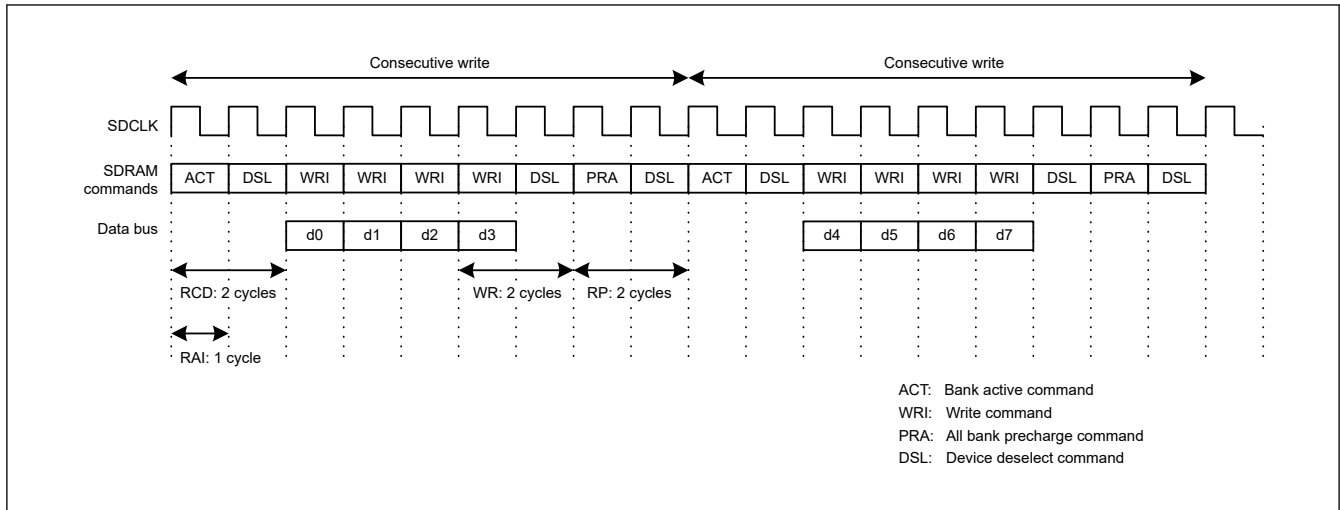 Consecutive write Consecutive write
SDCLK
SDRAM
commands
ACT DSL WRI WRI WRI WRI DSL PRA DSL ACT DSL WRI WRI WRI WRI DSL PRA DSL
Data bus
d0 d1 d2 d3 d4 d5 d6 d7
RCD: 2 cycles WR: 2 cycles RP: 2 cycles
RAI: 1 cycle
ACT: Bank active command
WRI: Write command
PRA: All bank precharge command
DSL: Device deselect command